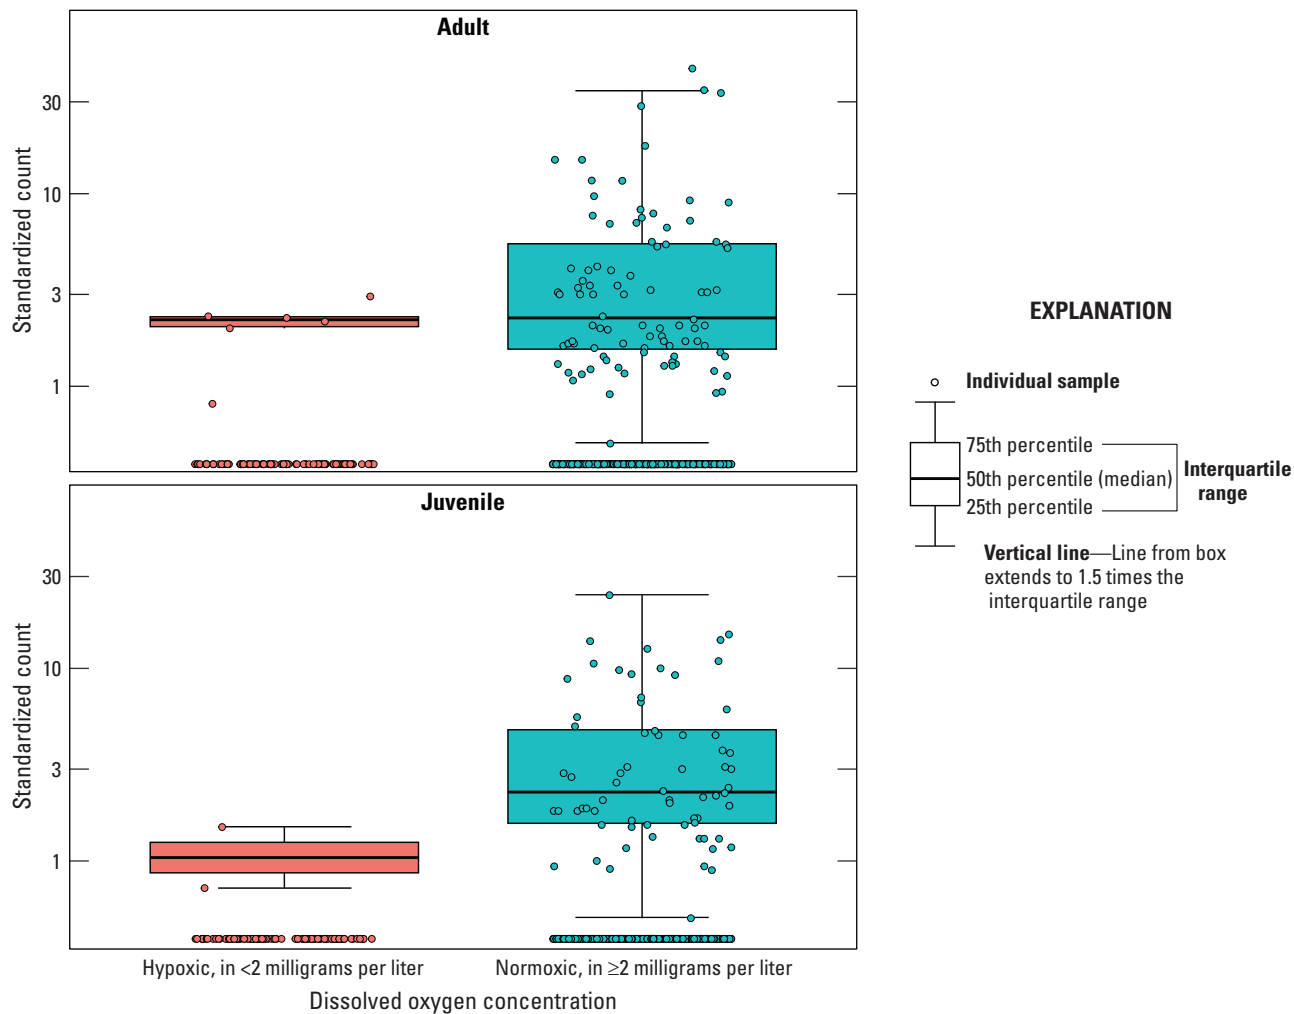 Adult
Standardized count
30
10
3
1
Juvenile
Standardized count
30
10
3
1
Hypoxic, in <2 milligrams per liter
Normoxic, in ≥2 milligrams per liter
Dissolved oxygen concentration
EXPLANATION
Individual sample
75th percentile
50th percentile (median)
25th percentile
Interquartile
range
Vertical line—Line from box
extends to 1.5 times the
interquartile range